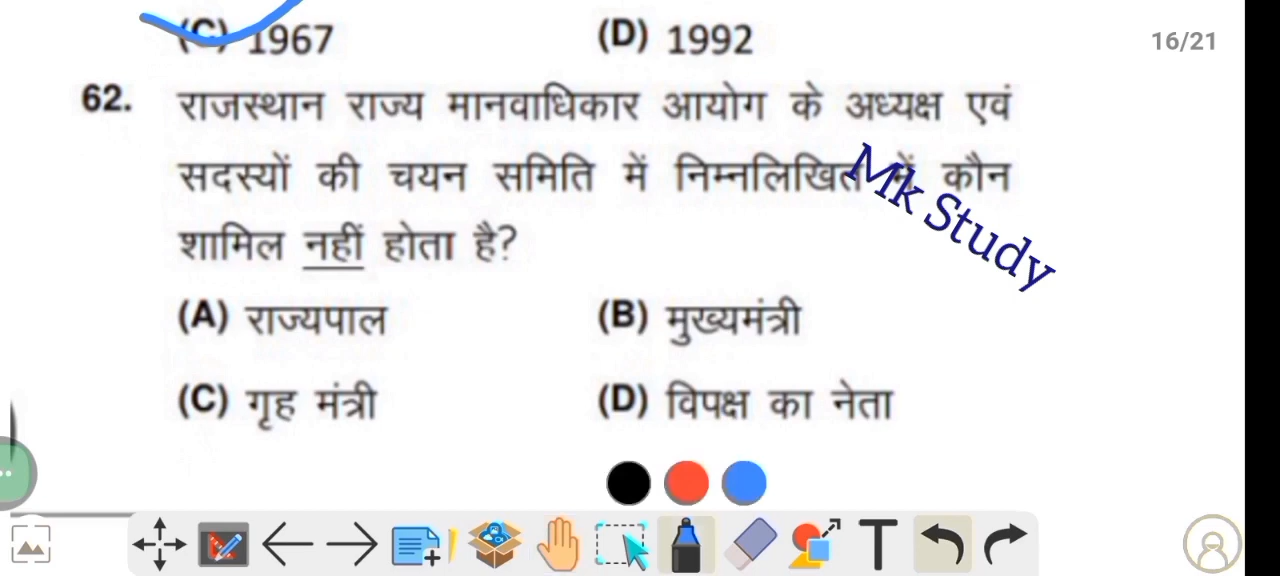 (C) 1967 (D) 1992
16/21
62. राजस्थान राज्य मानवाधिकार आयोग के अध्यक्ष एवं
सदस्यों की चयन समिति में निम्नलिखित में कौन
शामिल नहीं होता है?
Mk Study
(A) राज्यपाल (B) मुख्यमंत्री
(C) गृह मंत्री (D) विपक्ष का नेता
T